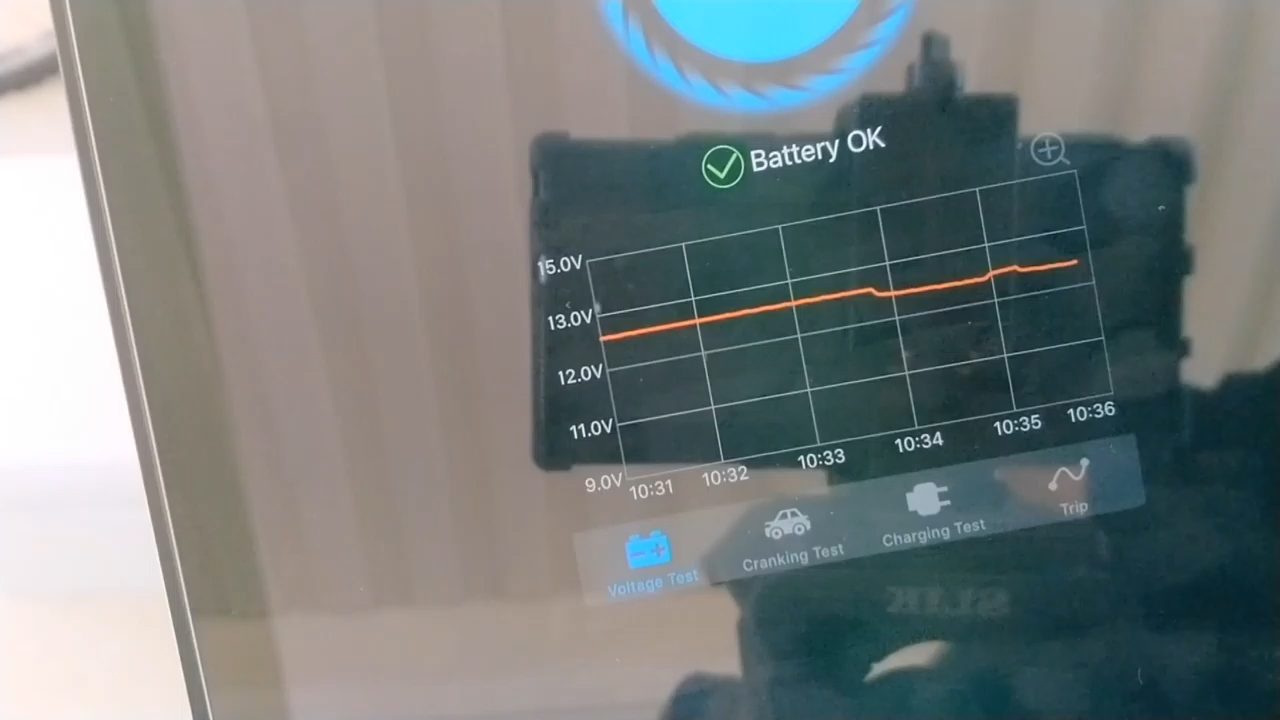 Battery OK
15.0V
13.0V
12.0V
11.0V
9.0V
10:31 10:32 10:33 10:34 10:35 10:36
Voltage Test Cranking Test Charging Test Trip
SLIK